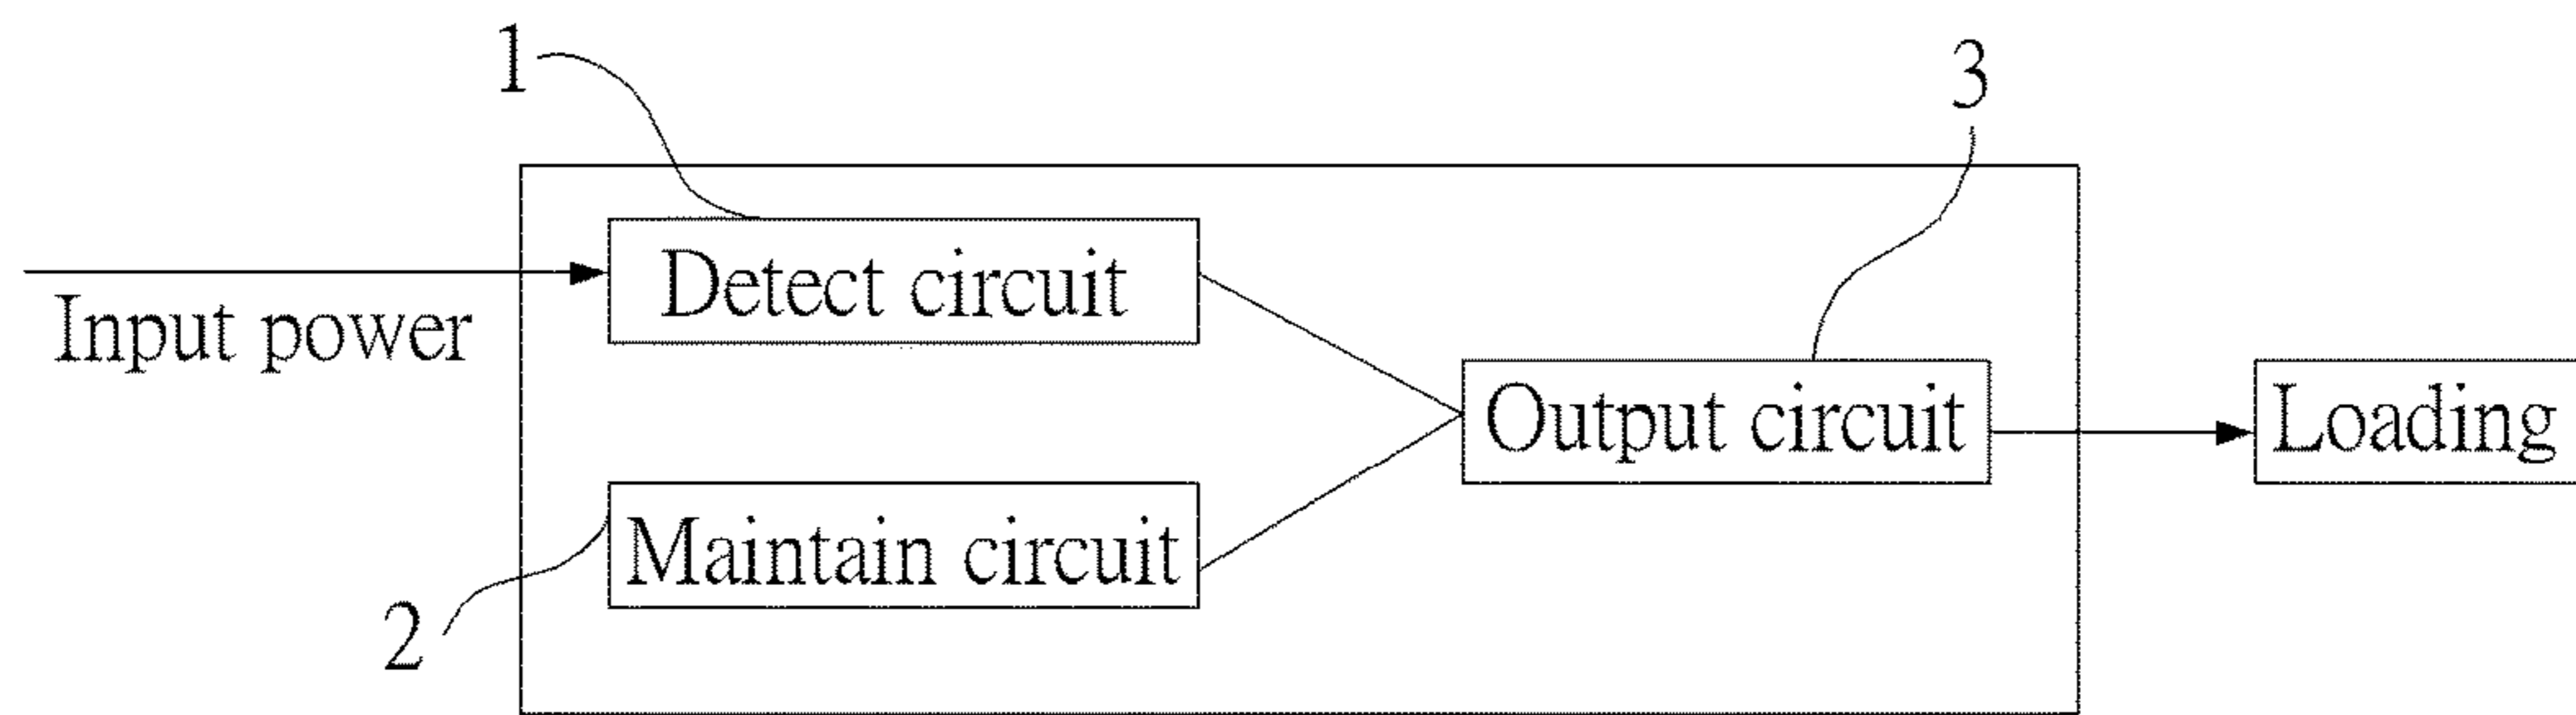 1
3
Detect circuit
Input power
Output circuit
Loading
Maintain circuit
2